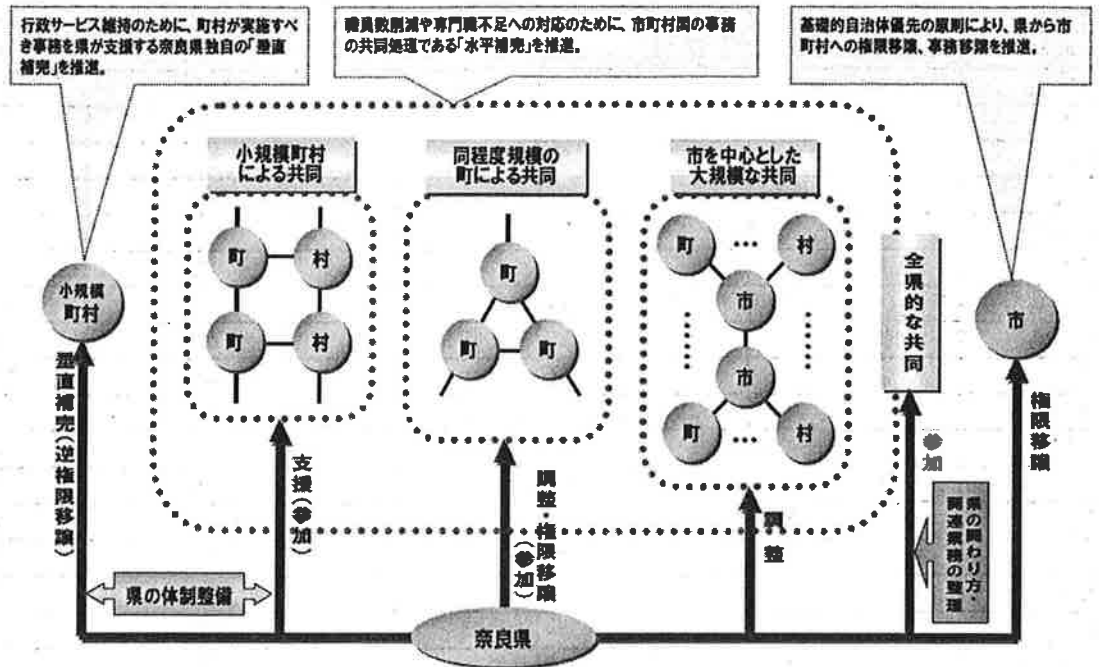 行政サービス維持のために、町村が実施すべ
き事務を県が支援する奈良県独自の「垂直
補完」を推進。
職員数削減や専門職不足への対応のために、市町村間の事務
の共同処理である「水平補完」を推進。
基礎的自治体優先の原則により、県から市
町村への権限移譲、事務移譲を推進。
小規模町村
による共同
同程度規模の
町による共同
市を中心とした
大規模な共同
町
村
町
村
町
町
町
町
…
村
市
市
町
…
村
小規模
町村
全県的な共同
市
垂直補完(逆権限移譲)
支援(参加)
調整・権限移譲
(参加)
調整
参加
権限移譲
県の関わり方・
関連業務の整理
県の体制整備
奈良県